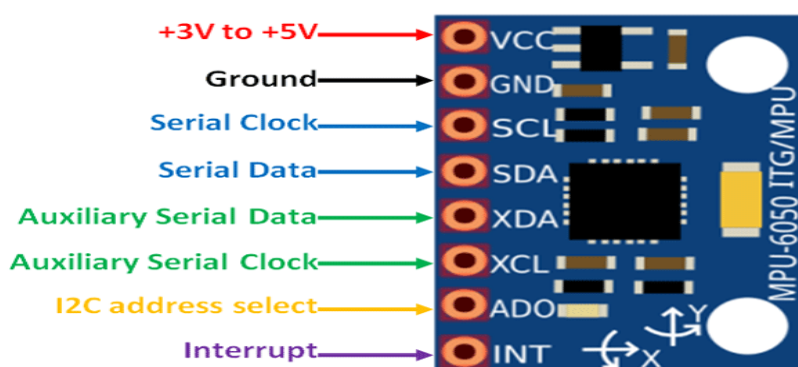 +3V to +5V VCC
Ground GND
Serial Clock SCL
Serial Data SDA
Auxiliary Serial Data XDA
Auxiliary Serial Clock XCL
I2C address select ADO
Interrupt INT
MPU-6050 ITG/MPU
Y
X